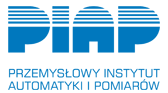 PIAP
PRZEMYSŁOWY INSTYTUT
AUTOMATYKI I POMIARÓW